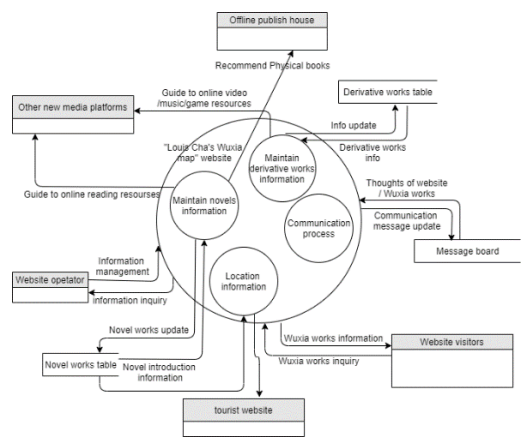 Offline publish house
Recommend Physical books
Guide to online video
/music/game resources
Derivative works table
Other new media platforms
Info update
"Louis Cha's Wuxia
map" website
Maintain
derivative works
information
Derivative works
info
Thoughts of website
/ Wuxia works
Guide to online reading resourses
Maintain novels
information
Communication
process
Communication
message update
Message board
Information
management
Location
information
Website opetator
information inquiry
Novel works update
Wuxia works information
Website visitors
Novel works table
Novel introduction
information
Wuxia works inquiry
tourist website